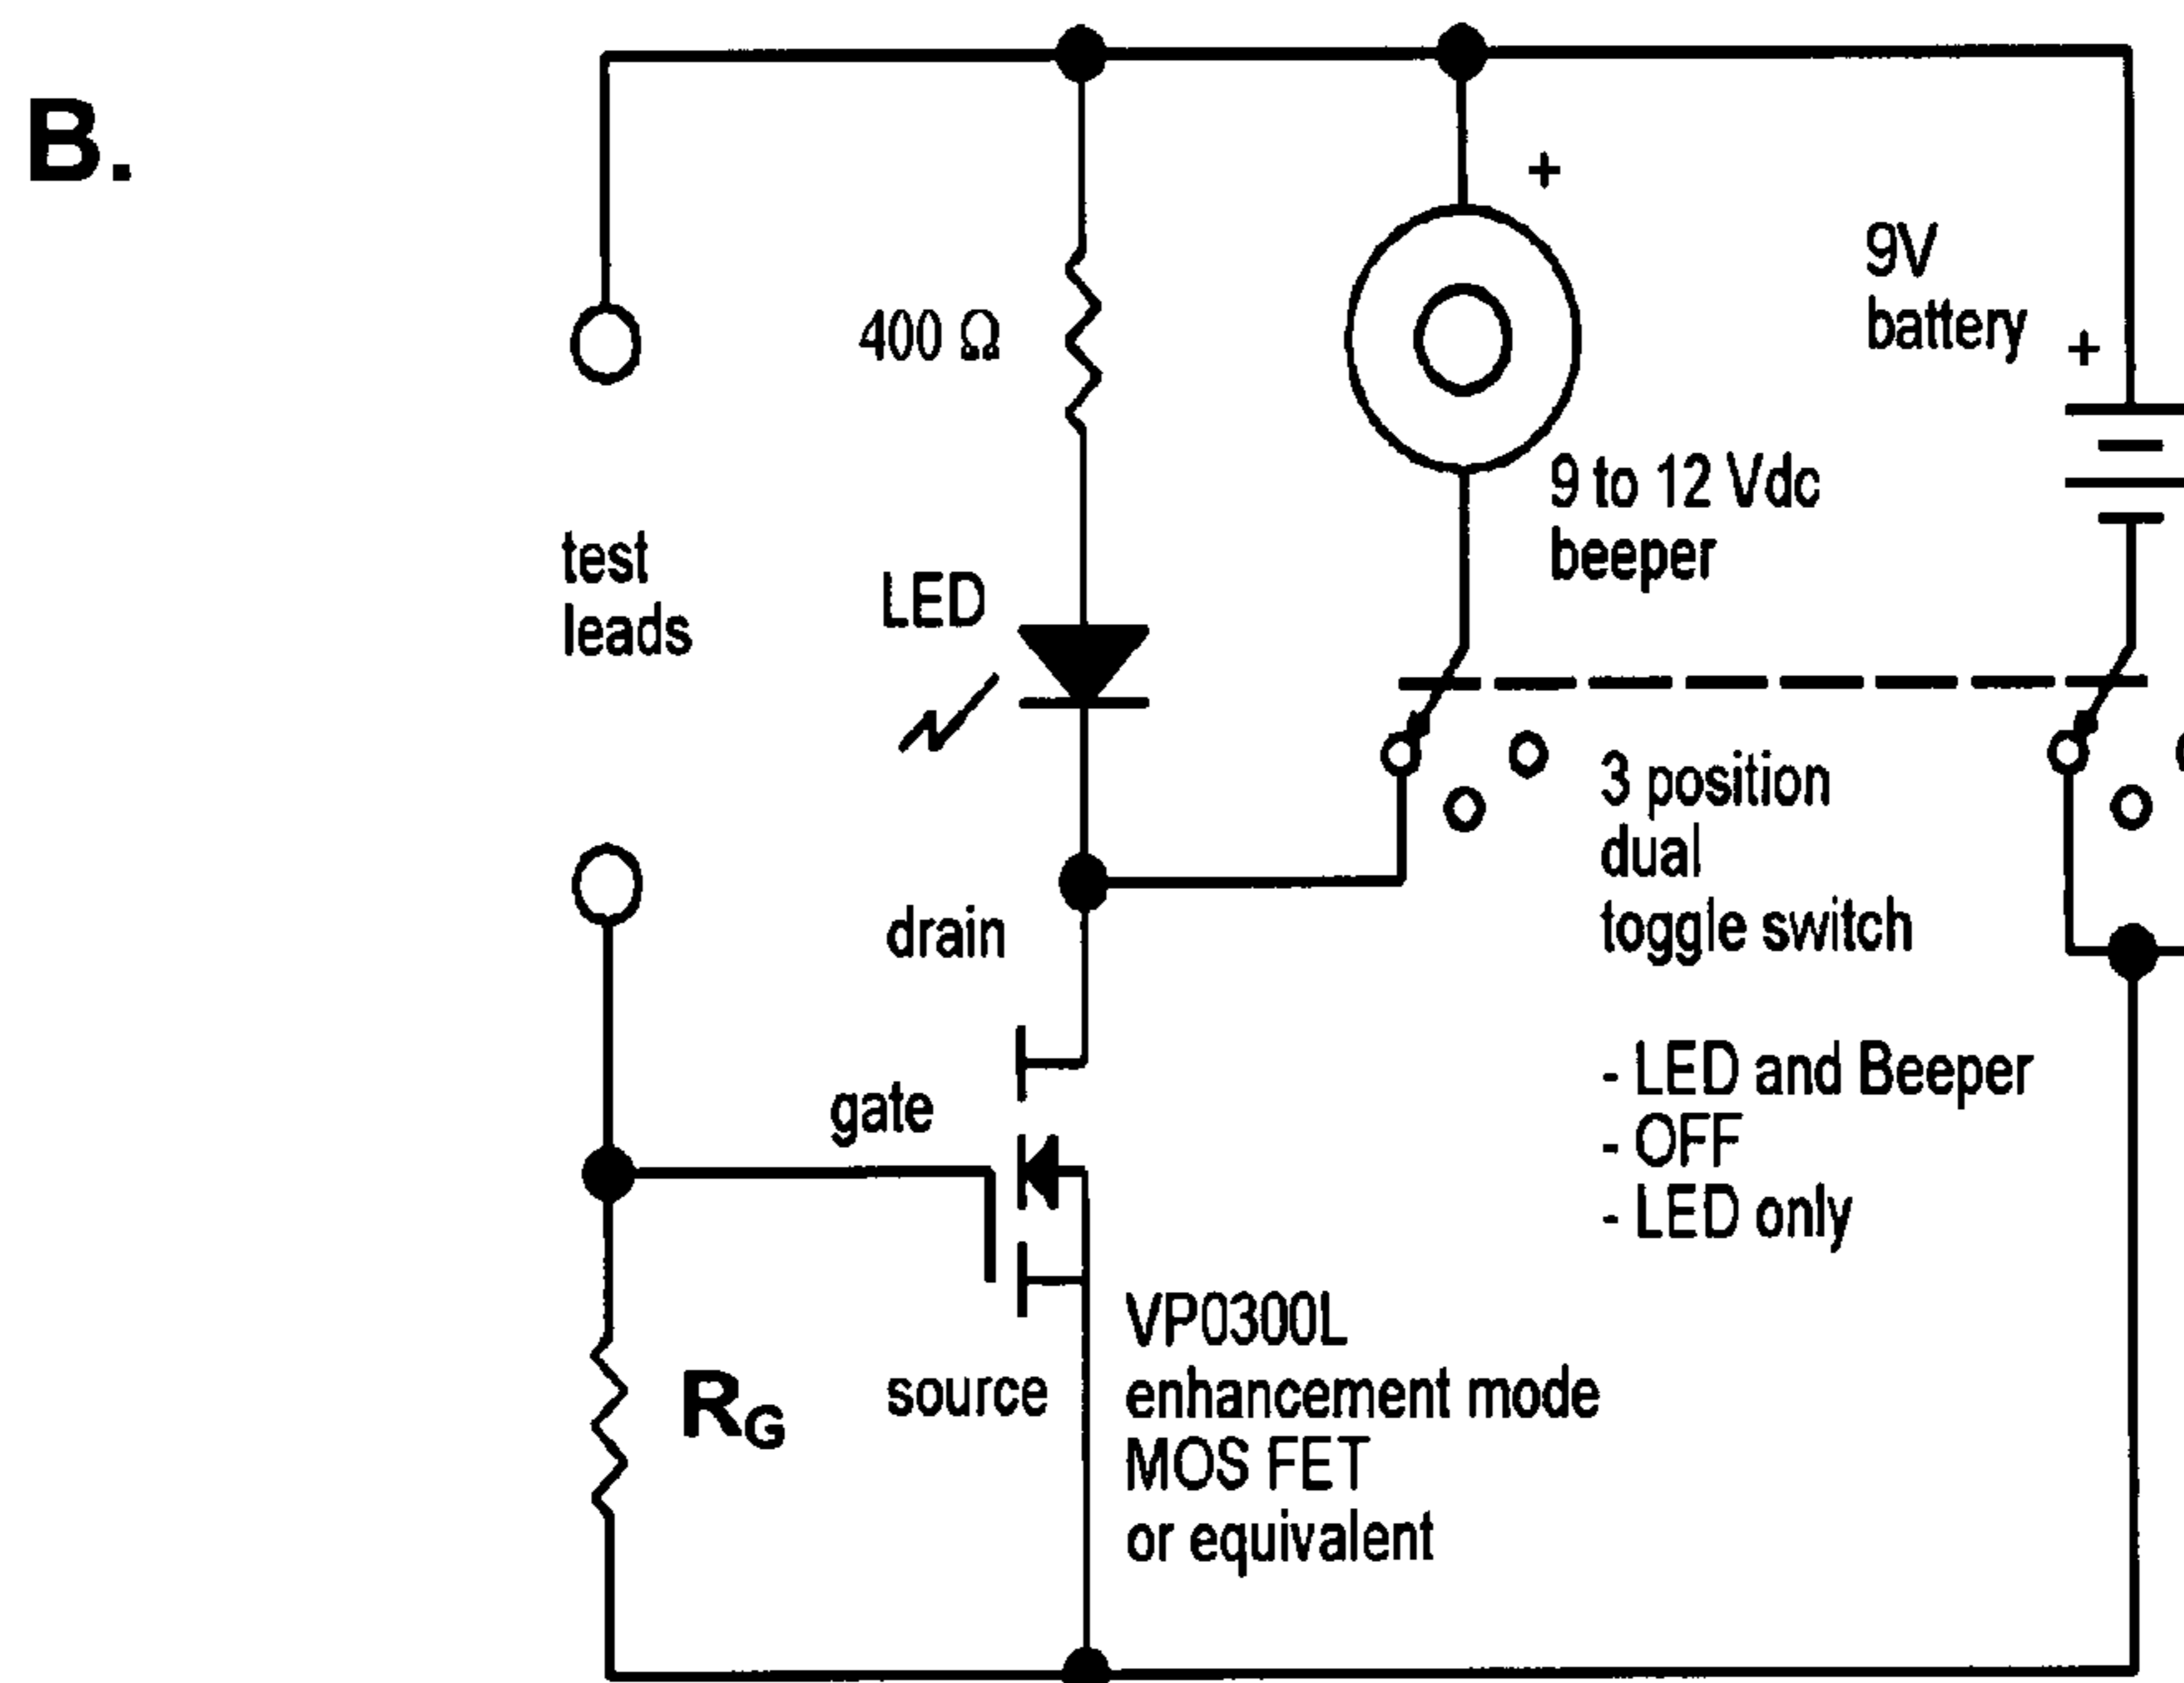 B.
+
9V
battery
+
400 Ω
9 to 12 Vdc
beeper
test
leads
LED
3 position
dual
toggle switch
drain
- LED and Beeper
- OFF
- LED only
gate
VP0300L
enhancement mode
MOS FET
or equivalent
source
RG